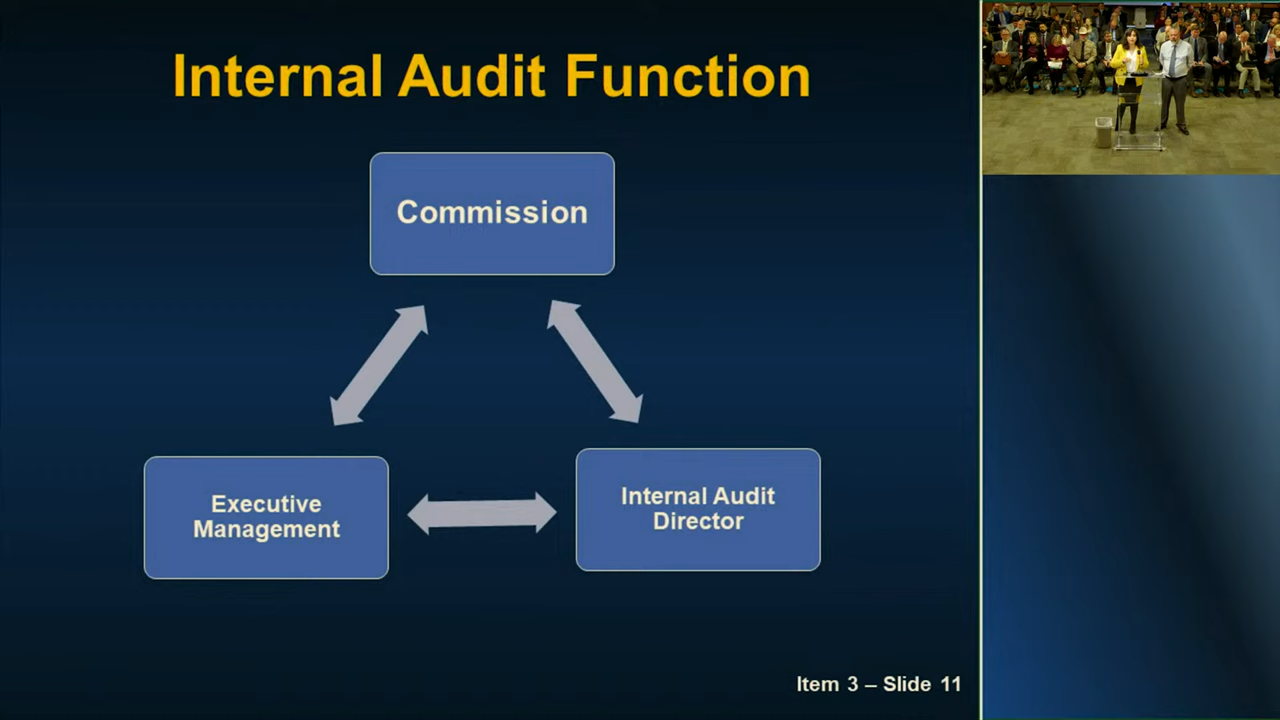 Internal Audit Function
Commission
Executive
Management
Internal Audit
Director
Item 3 – Slide 11